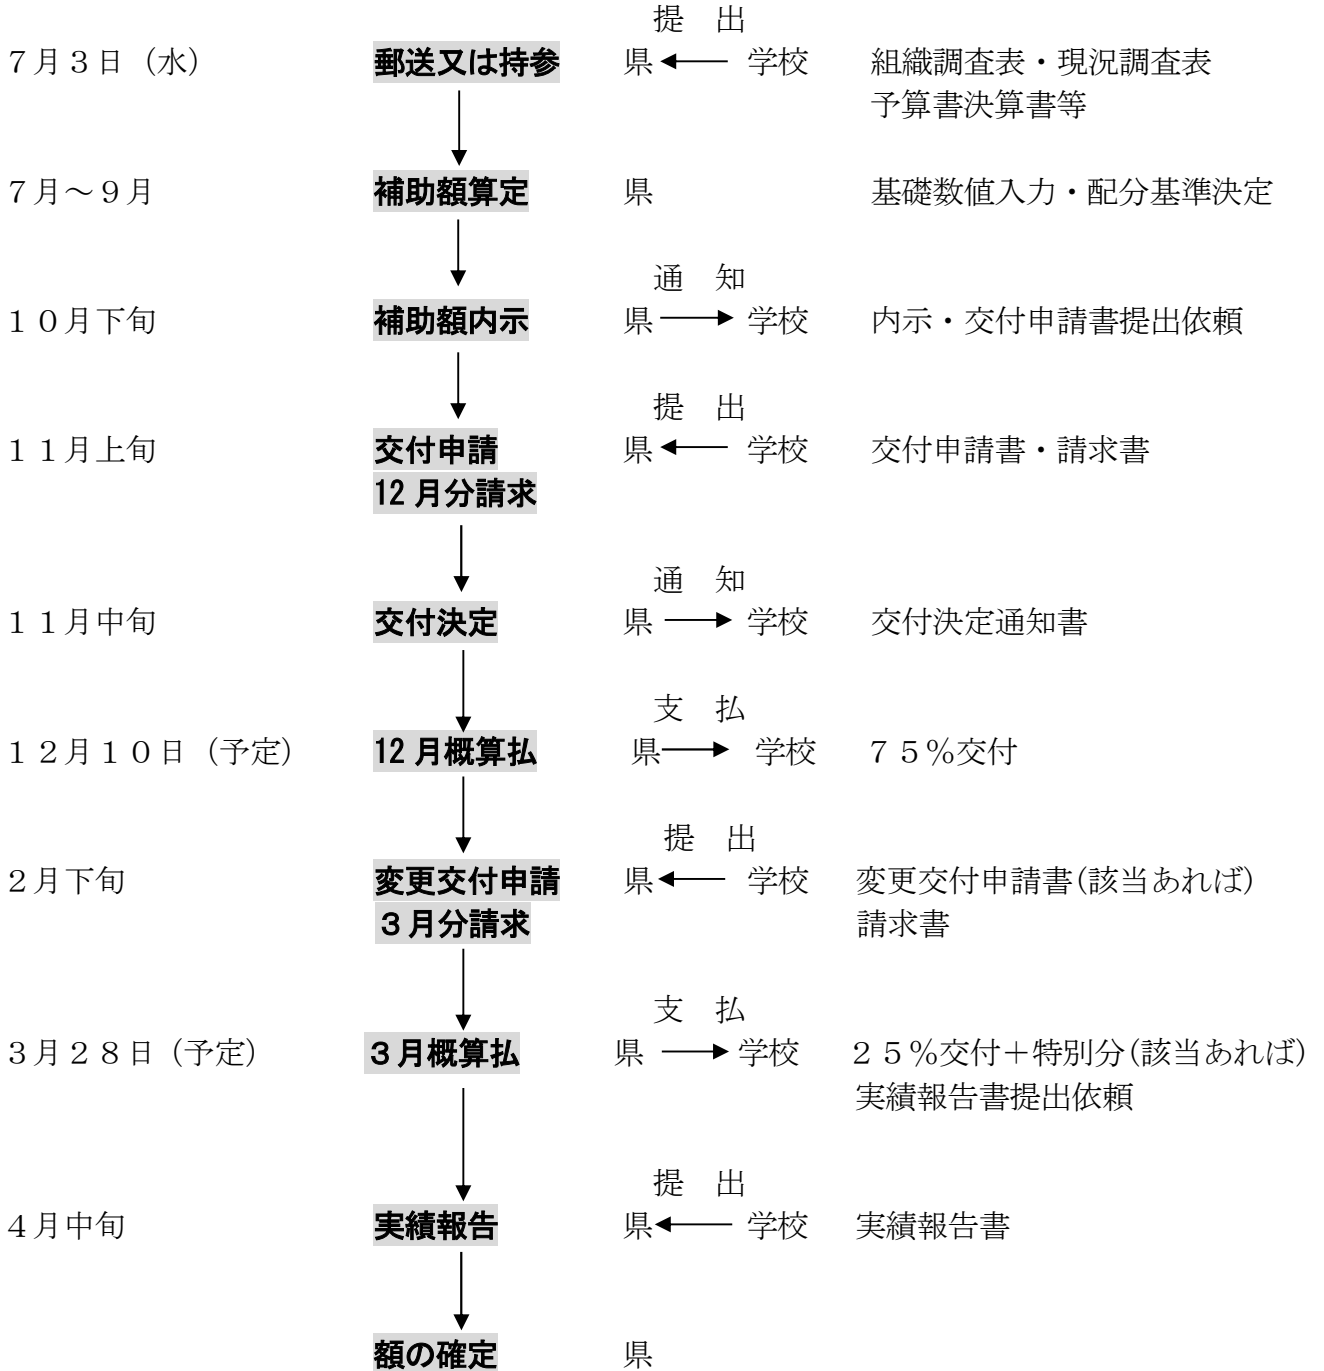 提　出
７月３日（水） 郵送又は持参 県 学校 組織調査表・現況調査表
予算書決算書等
７月～９月 補助額算定 県 基礎数値入力・配分基準決定
通　知
１０月下旬 補助額内示 県 学校 内示・交付申請書提出依頼
提　出
１１月上旬 交付申請 県 学校 交付申請書・請求書
12月分請求
通　知
１１月中旬 交付決定 県 学校 交付決定通知書
支　払
１２月１０日（予定） 12月概算払 県 学校 ７５％交付
提　出
２月下旬 変更交付申請 県 学校 変更交付申請書(該当あれば)
３月分請求 請求書
支　払
３月２８日（予定） ３月概算払 県 学校 ２５％交付＋特別分(該当あれば)
実績報告書提出依頼
提　出
４月中旬 実績報告 県 学校 実績報告書
額の確定 県